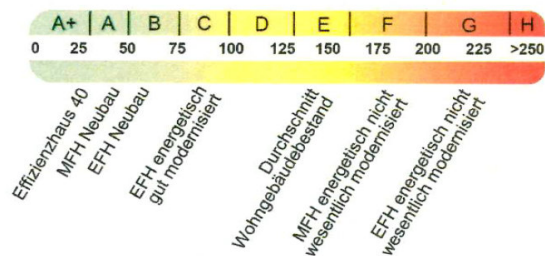 A+ A B C D E F G H
0 25 50 75 100 125 150 175 200 225 >250
Effizienzhaus 40
MFH Neubau
EFH Neubau
EFH energetisch
gut modernisiert
Durchschnitt
Wohngebäudebestand
MFH energetisch nicht
wesentlich modernisiert
EFH energetisch nicht
wesentlich modernisiert